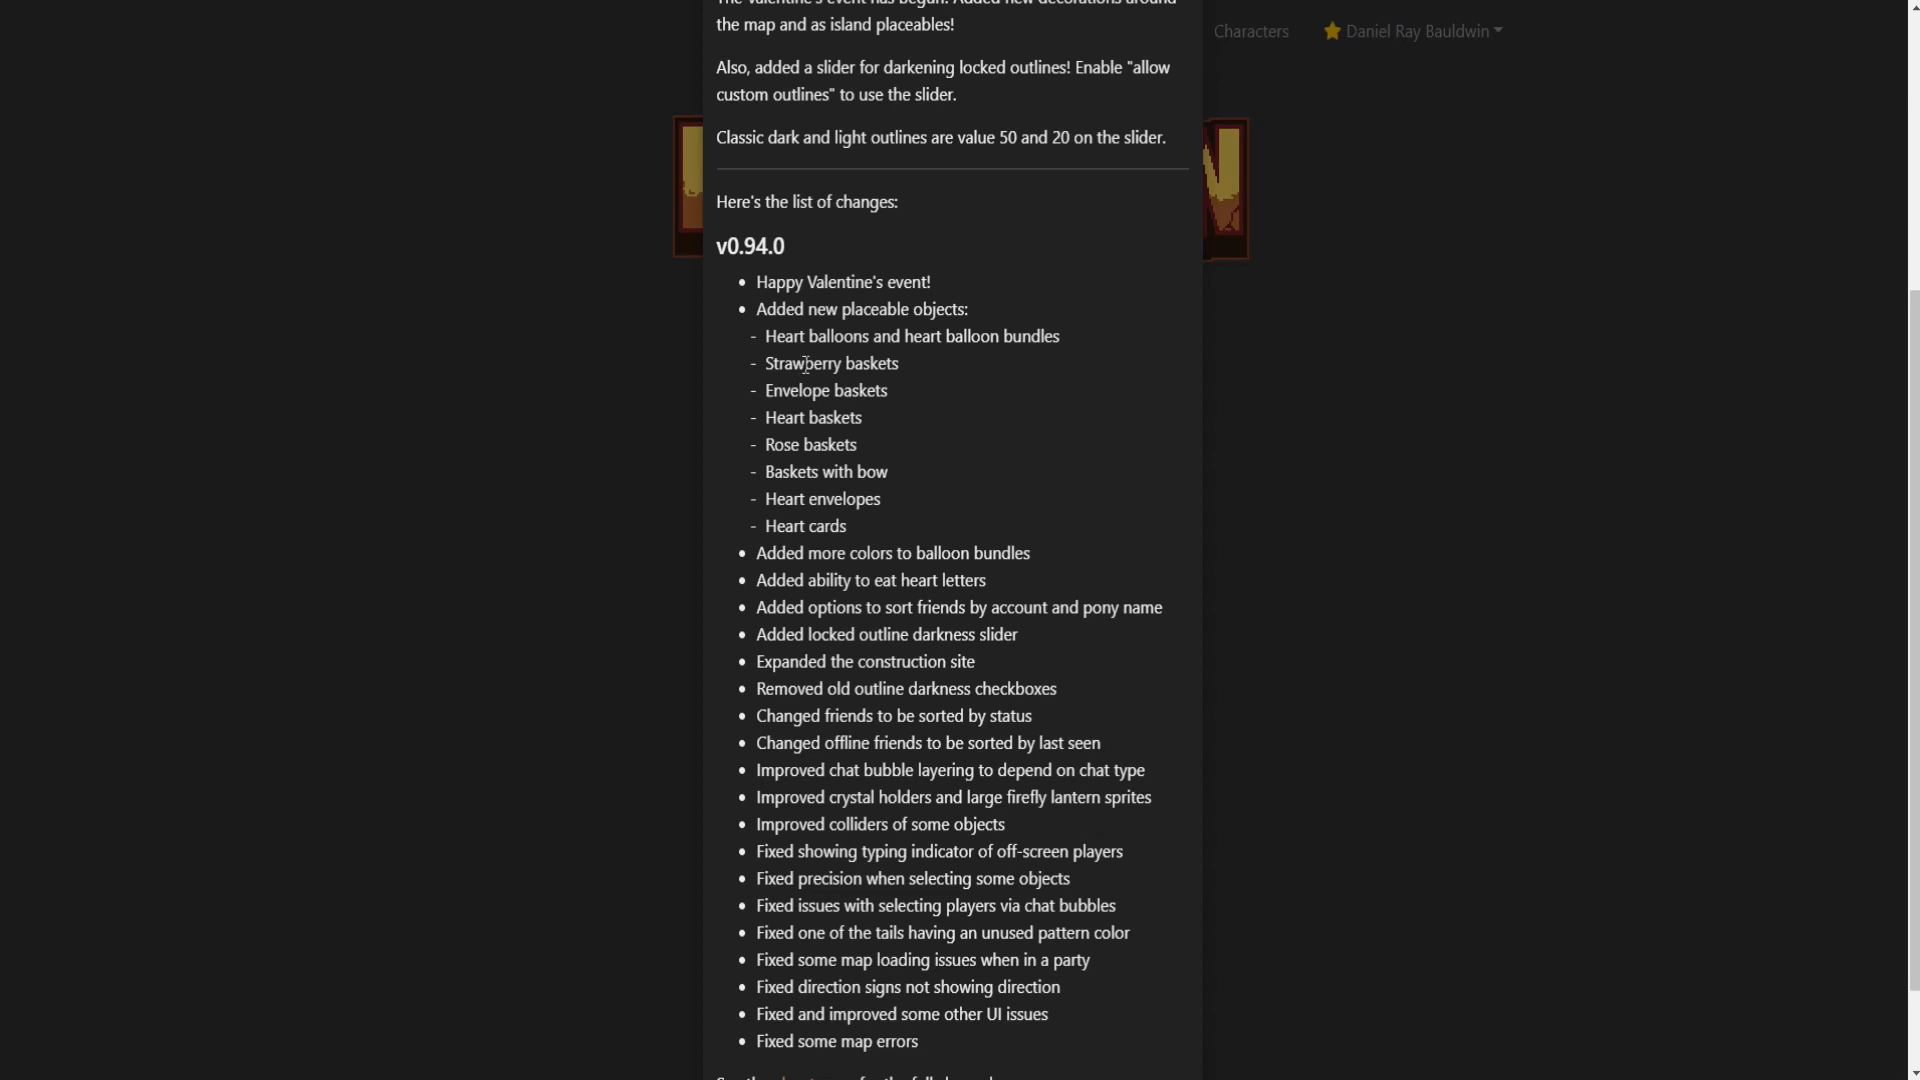 the map and as island placeables!
Characters
Daniel Ray Bauldwin
Also, added a slider for darkening locked outlines! Enable "allow
custom outlines" to use the slider.
Classic dark and light outlines are value 50 and 20 on the slider.
Here's the list of changes:
v0.94.0
• Happy Valentine's event!
• Added new placeable objects:
- Heart balloons and heart balloon bundles
- Strawberry baskets
- Envelope baskets
- Heart baskets
- Rose baskets
- Baskets with bow
- Heart envelopes
- Heart cards
• Added more colors to balloon bundles
• Added ability to eat heart letters
• Added options to sort friends by account and pony name
• Added locked outline darkness slider
• Expanded the construction site
• Removed old outline darkness checkboxes
• Changed friends to be sorted by status
• Changed offline friends to be sorted by last seen
• Improved chat bubble layering to depend on chat type
• Improved crystal holders and large firefly lantern sprites
• Improved colliders of some objects
• Fixed showing typing indicator of off-screen players
• Fixed precision when selecting some objects
• Fixed issues with selecting players via chat bubbles
• Fixed one of the tails having an unused pattern color
• Fixed some map loading issues when in a party
• Fixed direction signs not showing direction
• Fixed and improved some other UI issues
• Fixed some map errors